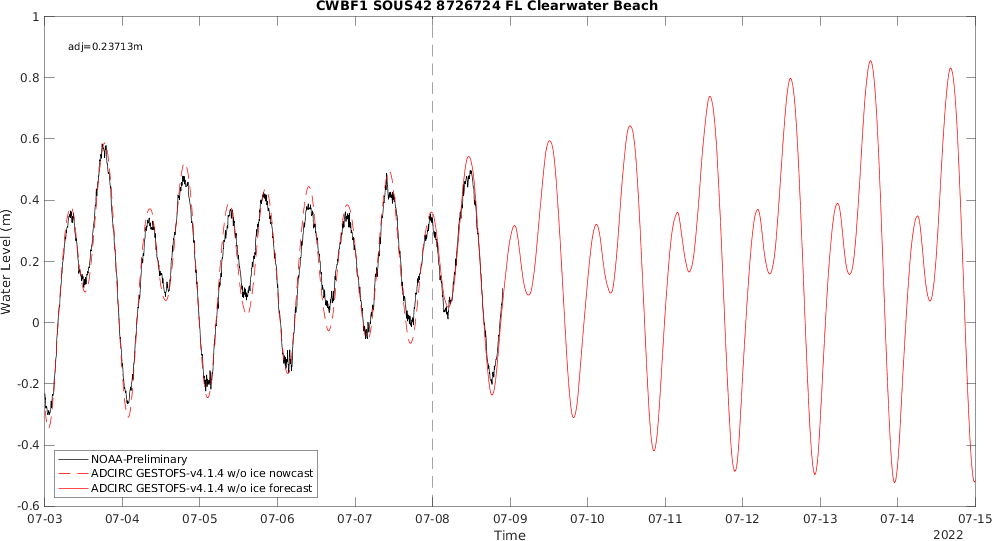 CWBF1 SOUS42 8726724 FL Clearwater Beach
adj=0.23713m
Water Level (m)
1
0.8
0.6
0.4
0.2
0
-0.2
-0.4
-0.6
NOAA-Preliminary
ADCIRC GESTOFS-v4.1.4 w/o ice nowcast
ADCIRC GESTOFS-v4.1.4 w/o ice forecast
07-03 07-04 07-05 07-06 07-07 07-08 07-09 07-10 07-11 07-12 07-13 07-14 07-15
Time
2022